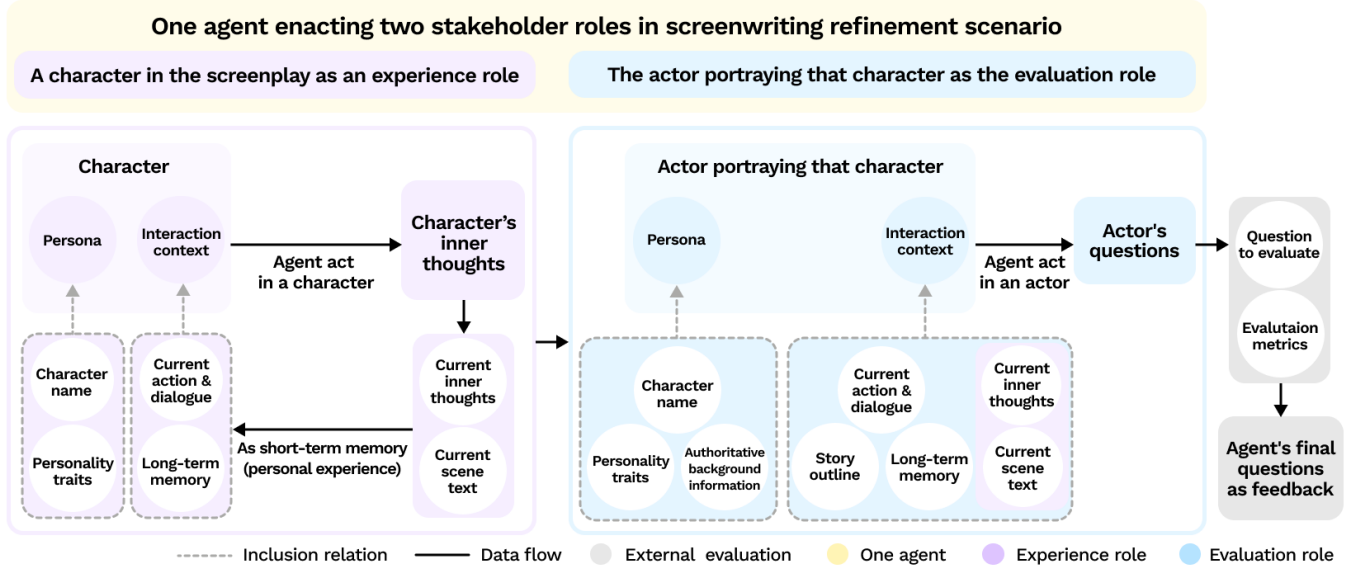 One agent enacting two stakeholder roles in screenwriting refinement scenario
A character in the screenplay as an experience role
The actor portraying that character as the evaluation role
Character
Persona
Interaction
context
Agent act
in a character
Character's
inner
thoughts
Character
name
Personality
traits
Current
action &
dialogue
Long-term
memory
As short-term memory
(personal experience)
Current
inner
thoughts
Current
scene
text
Actor portraying that character
Persona
Interaction
context
Agent act
in an actor
Actor's
questions
Character
name
Personality
traits
Authoritative
background
information
Current
action &
dialogue
Story
outline
Long-term
memory
Current
inner
thoughts
Current
scene
text
Question
to evaluate
Evalutaion
metrics
Agent's final
questions
as feedback
Inclusion relation
Data flow
External evaluation
One agent
Experience role
Evaluation role